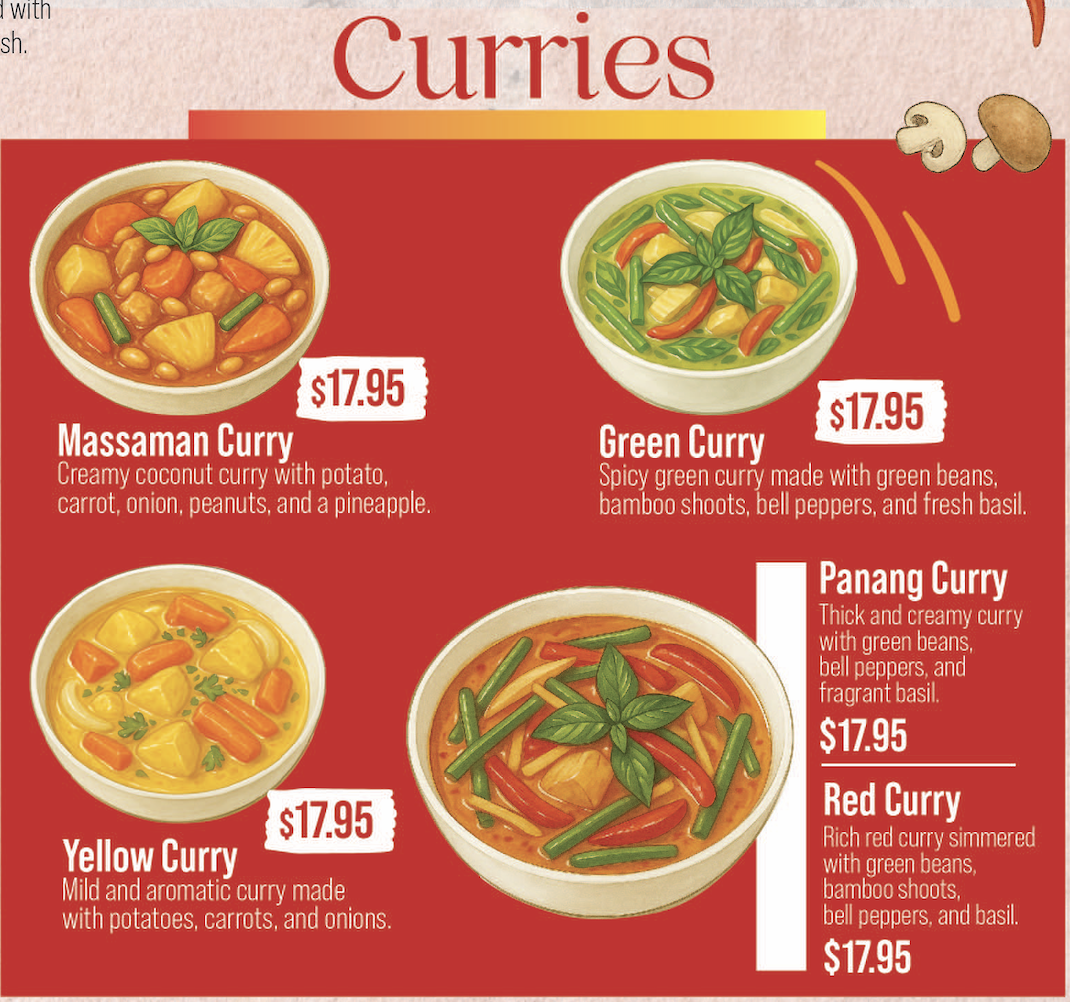 with
sh.
Curries
$17.95
Massaman Curry
Creamy coconut curry with potato,
carrot, onion, peanuts, and a pineapple.
$17.95
Green Curry
Spicy green curry made with green beans,
bamboo shoots, bell peppers, and fresh basil.
$17.95
Yellow Curry
Mild and aromatic curry made
with potatoes, carrots, and onions.
Panang Curry
Thick and creamy curry
with green beans,
bell peppers, and
fragrant basil.
$17.95
Red Curry
Rich red curry simmered
with green beans,
bamboo shoots,
bell peppers, and basil.
$17.95